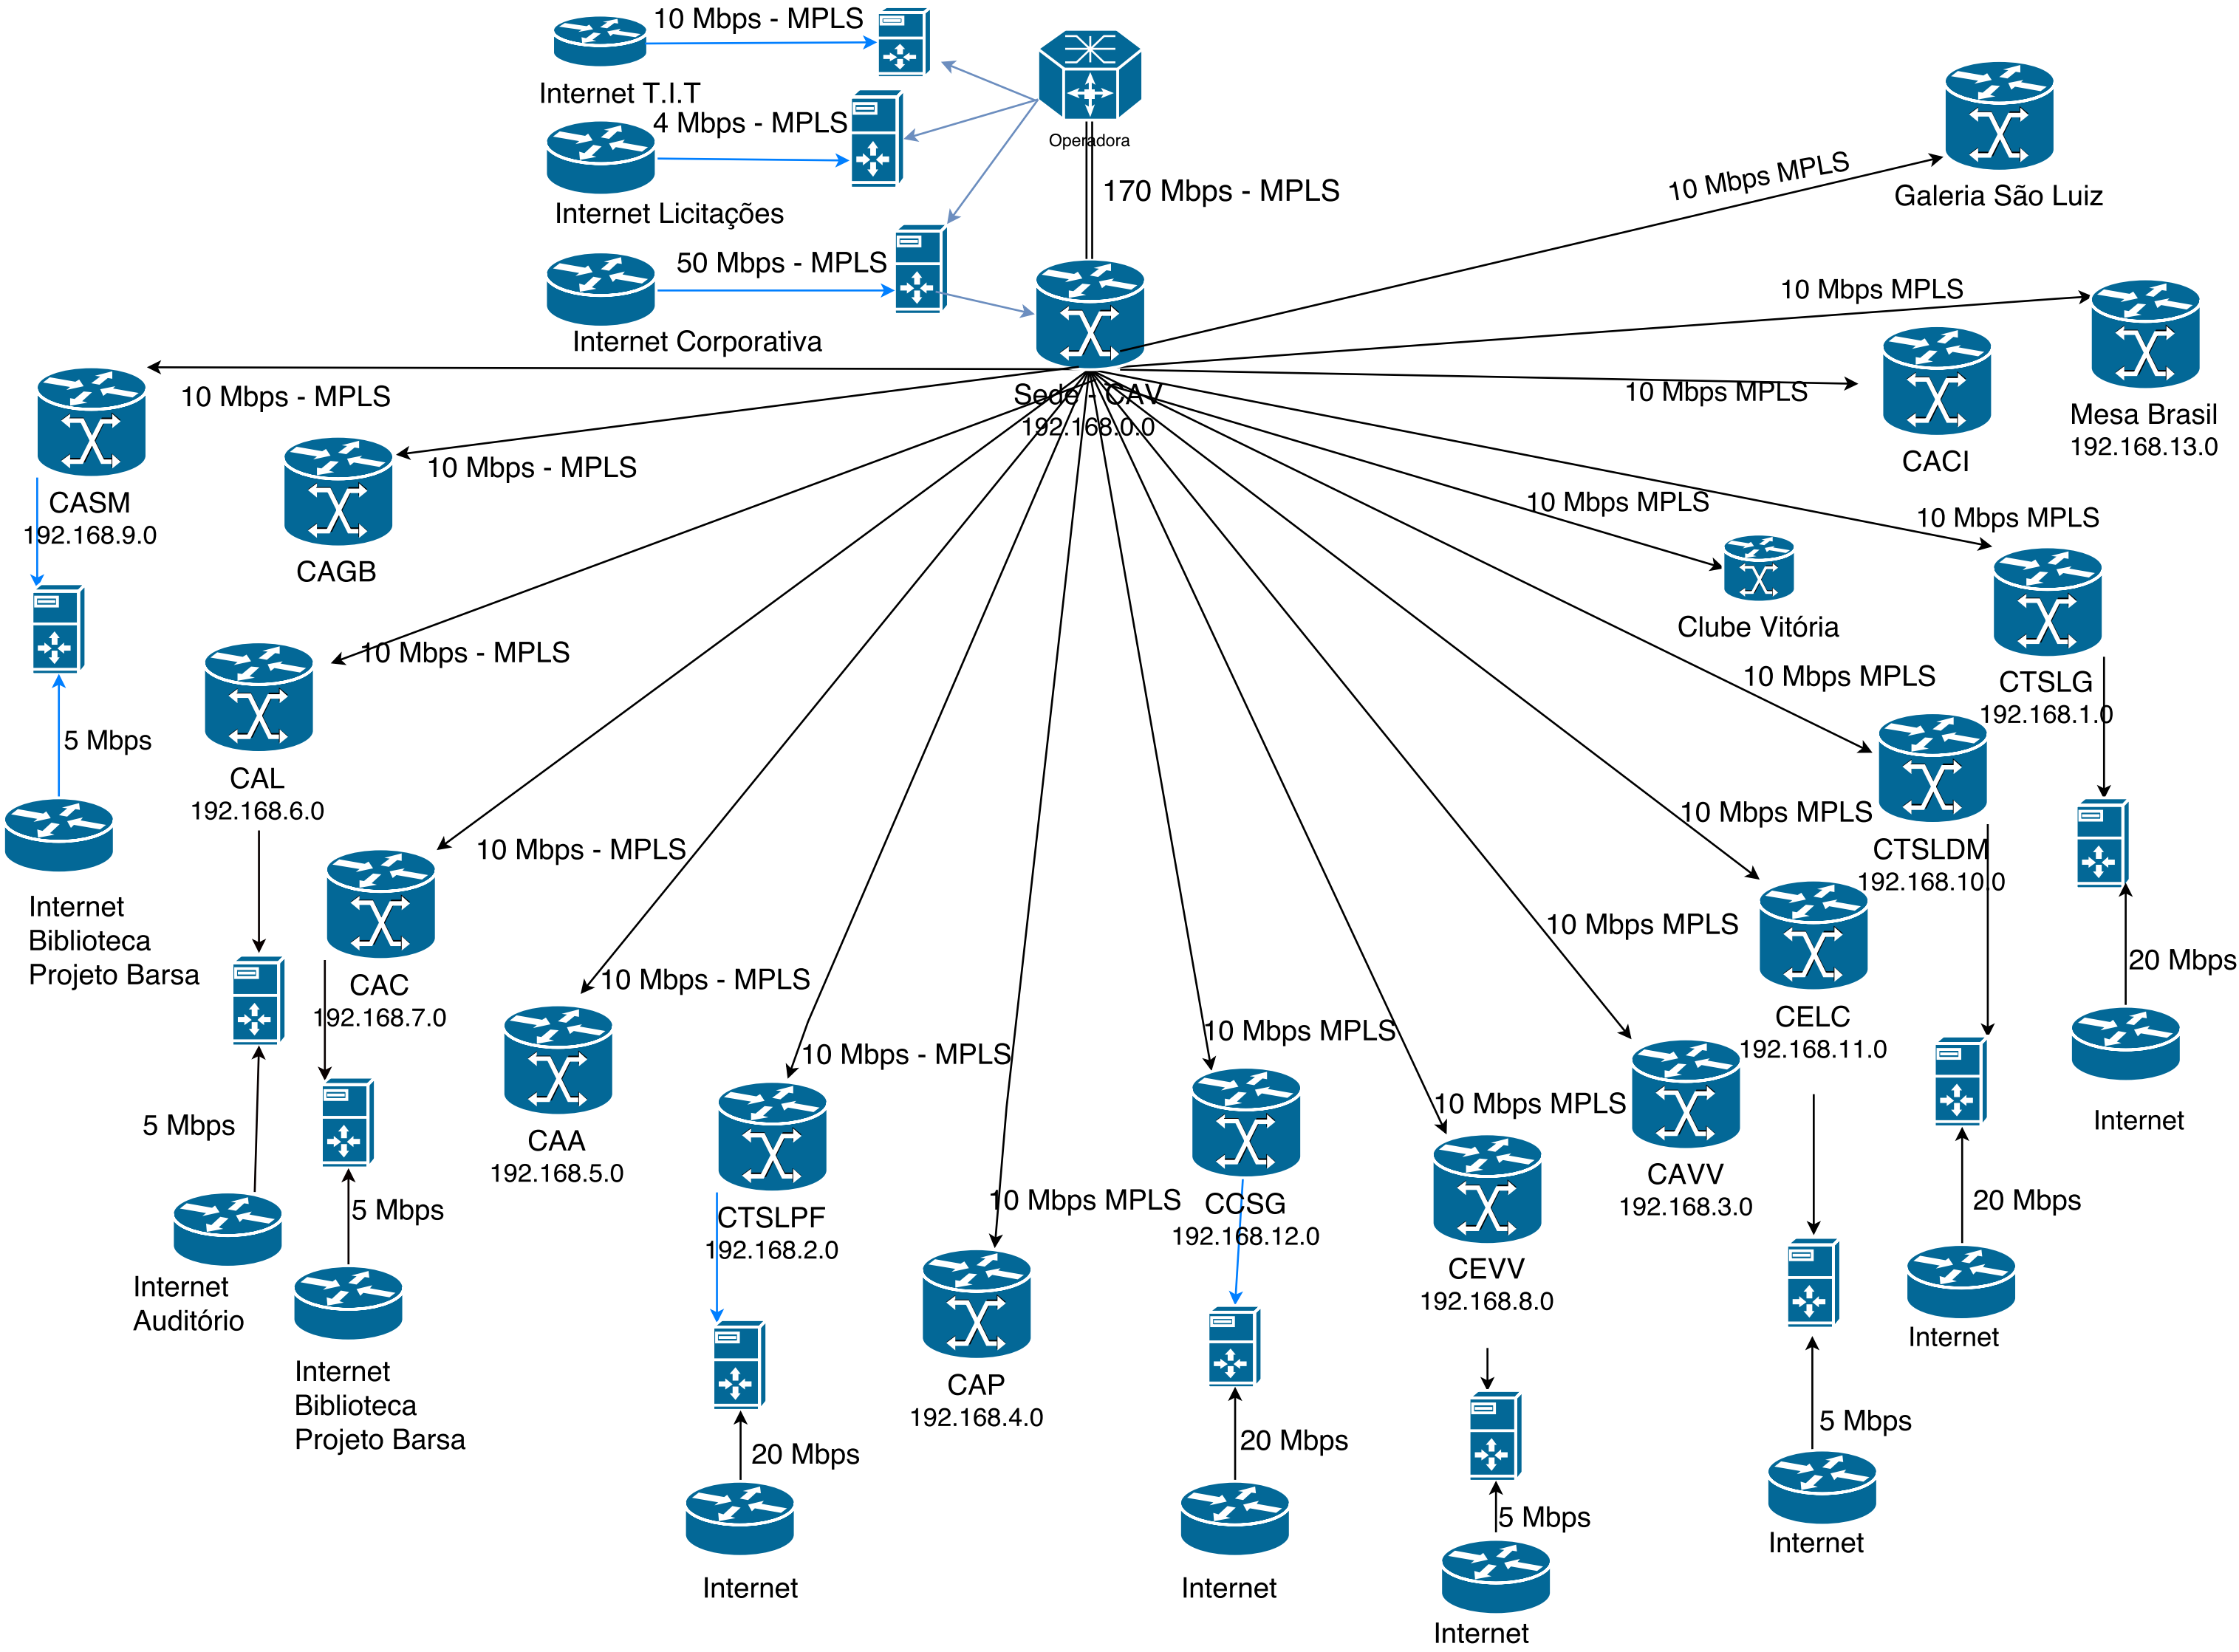 10 Mbps - MPLS
Internet T.I.T
4 Mbps - MPLS
Operadora
Internet Licitações
170 Mbps - MPLS
50 Mbps - MPLS
Internet Corporativa
10 Mbps MPLS
Galeria São Luiz
10 Mbps MPLS
Mesa Brasil
192.168.13.0
10 Mbps MPLS
CACI
Sede - CAV
192.168.0.0
10 Mbps - MPLS
CASM
192.168.9.0
10 Mbps - MPLS
CAGB
10 Mbps MPLS
Clube Vitória
10 Mbps MPLS
CTSLG
192.168.1.0
10 Mbps - MPLS
CAL
192.168.6.0
5 Mbps
Internet
Biblioteca
Projeto Barsa
10 Mbps MPLS
CTSLDM
192.168.10.0
10 Mbps - MPLS
CAC
192.168.7.0
10 Mbps MPLS
CELC
192.168.11.0
20 Mbps
Internet
10 Mbps - MPLS
CAA
192.168.5.0
10 Mbps MPLS
CAVV
192.168.3.0
5 Mbps
Internet
Auditório
5 Mbps
Internet
Biblioteca
Projeto Barsa
10 Mbps - MPLS
CTSLPF
192.168.2.0
10 Mbps MPLS
CAP
192.168.4.0
10 Mbps MPLS
CCSG
192.168.12.0
10 Mbps MPLS
CEVV
192.168.8.0
20 Mbps
Internet
20 Mbps
Internet
20 Mbps
Internet
5 Mbps
Internet
5 Mbps
Internet